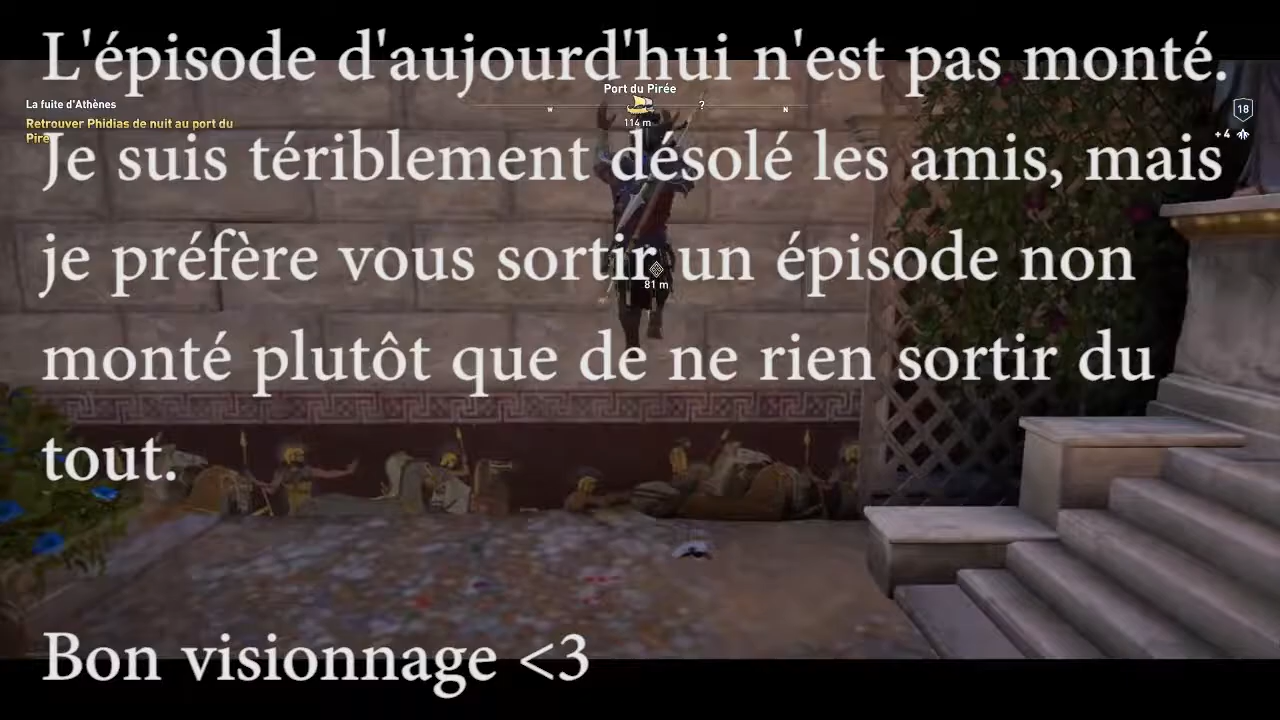 L'épisode d'aujourd'hui n'est pas monté.
Port du Pirée
La fuite d'Athènes
W
?
N
18
114 m
Retrouver Phidias de nuit au port du
Pirée
+4
Je suis tériblement désolé les amis, mais
je préfère vous sortir un épisode non
81 m
monté plutôt que de ne rien sortir du
tout.
Bon visionnage <3